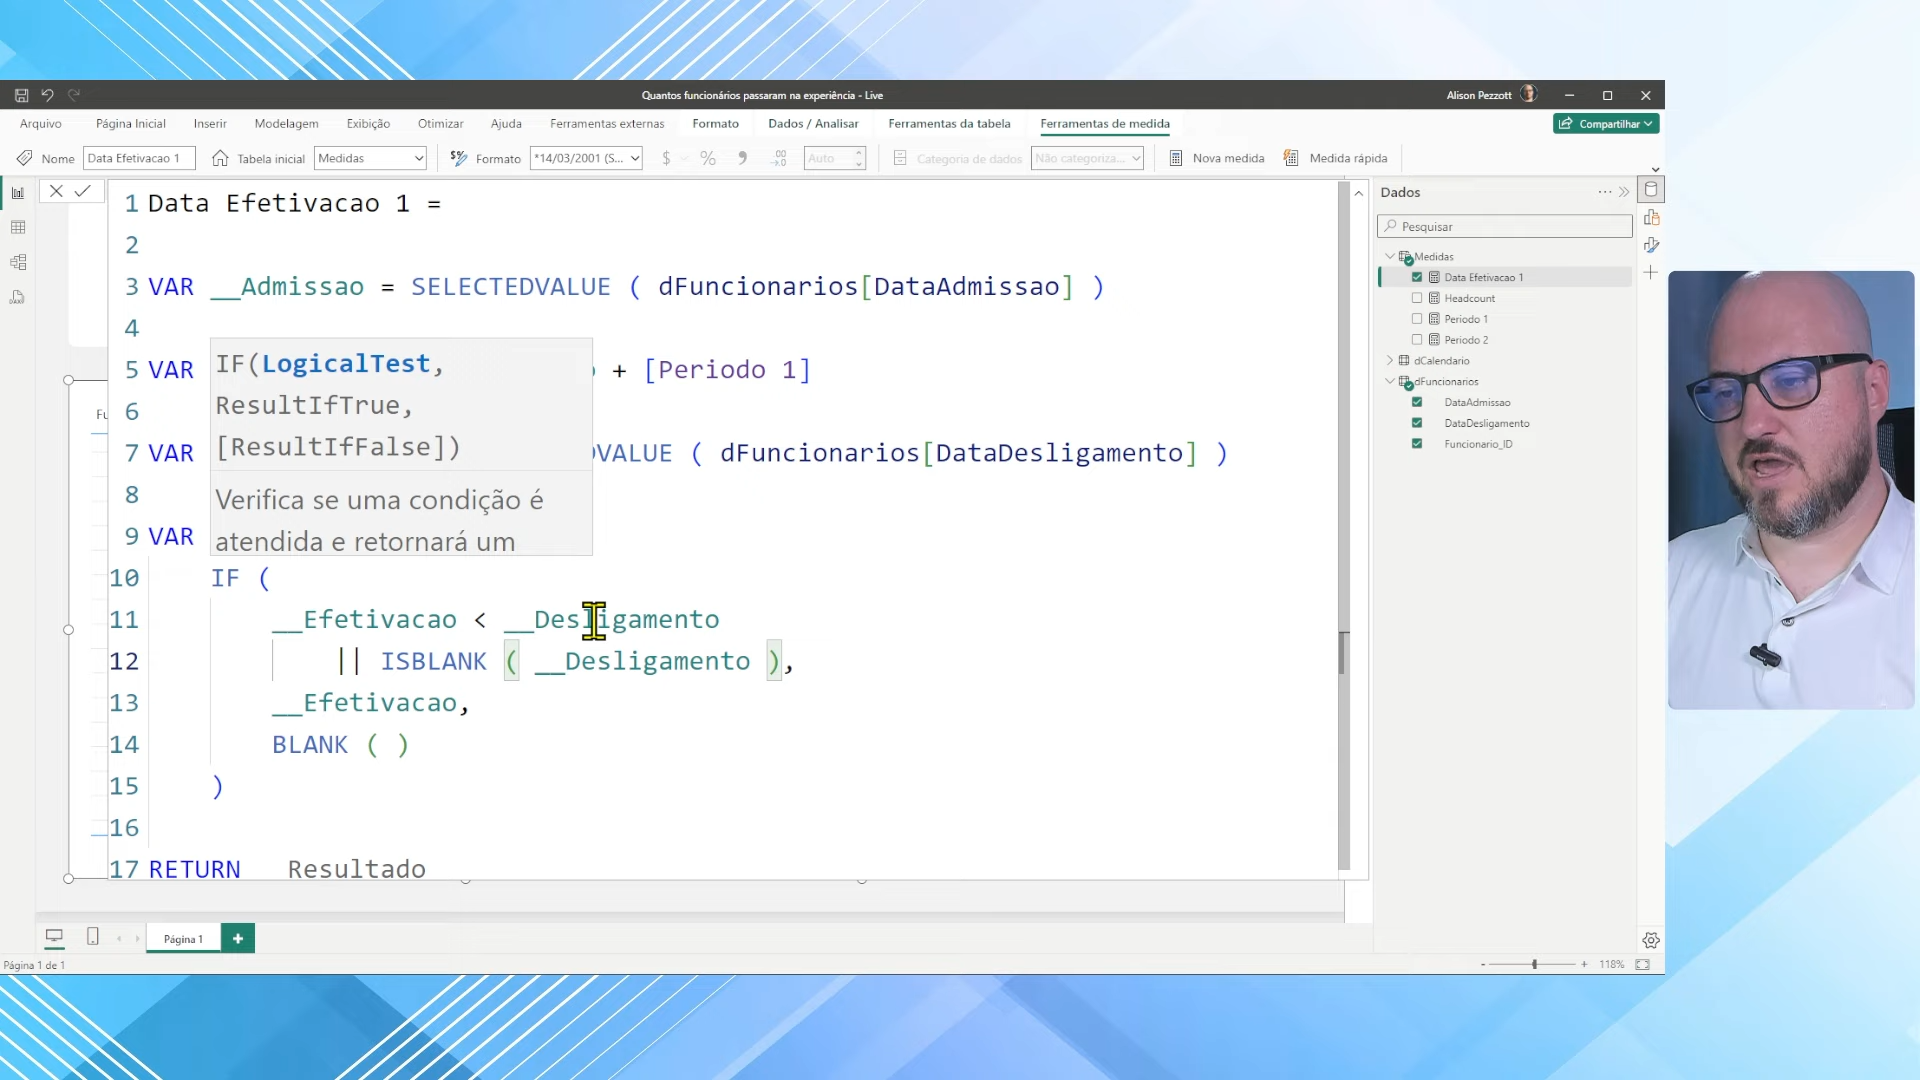 Quantos funcionários passaram na experiência - Live
Alison Pezzott
Arquivo
Página Inicial
Inserir
Modelagem
Exibição
Otimizar
Ajuda
Ferramentas externas
Formato
Dados / Analisar
Ferramentas da tabela
Ferramentas de medida
Compartilhar
Nome
Data Efetivacao 1
Tabela inicial
Medidas
Formato
*14/03/2001 (S...
$
%
Auto
Categoria de dados
Não categoriza...
Nova medida
Medida rápida
1 Data Efetivacao 1 =
2
3 VAR __Admissao = SELECTEDVALUE ( dFuncionarios[DataAdmissao] )
4
5 VAR + [Periodo 1]
6
7 VAR VALUE ( dFuncionarios[DataDesligamento] )
8
9 VAR
IF(LogicalTest,
ResultIfTrue,
[ResultIfFalse])
Verifica se uma condição é
atendida e retornará um
10 IF (
11 __Efetivacao < __Desligamento
12 || ISBLANK ( __Desligamento ),
13 __Efetivacao,
14 BLANK ( )
15 )
16
17 RETURN __Resultado
Fu
Dados
Pesquisar
Medidas
Data Efetivacao 1
Headcount
Periodo 1
Periodo 2
dCalendario
dFuncionarios
DataAdmissao
DataDesligamento
Funcionario_ID
Página 1
Página 1 de 1
- + 118%